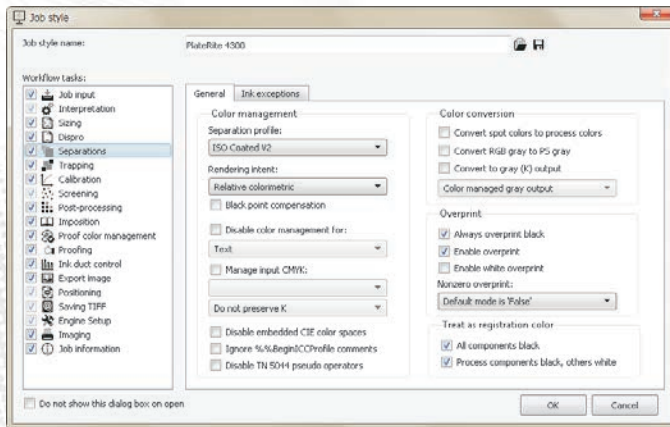 Job style
Job style name:
PlateRite 4300
Workflow tasks:
Job input
Interpretation
Sizing
Dispro
Separations
Trapping
Calibration
Screening
Post-processing
Imposition
Proof color management
Proofing
Ink duct control
Export image
Positioning
Saving TIFF
Engine Setup
Imaging
Job information
General
Ink exceptions
Color management
Separation profile:
ISO Coated V2
Rendering intent:
Relative colorimetric
Black point compensation
Disable color management for:
Text
Manage input CMYK:
Do not preserve K
Disable embedded CIE color spaces
Ignore %%BeginICCProfile comments
Disable TN 5044 pseudo operators
Color conversion
Convert spot colors to process colors
Convert RGB gray to PS gray
Convert to gray (K) output
Color managed gray output
Overprint
Always overprint black
Enable overprint
Enable white overprint
Nonzero overprint:
Default mode is 'False'
Treat as registration color
All components black
Process components black, others white
Do not show this dialog box on open
OK
Cancel